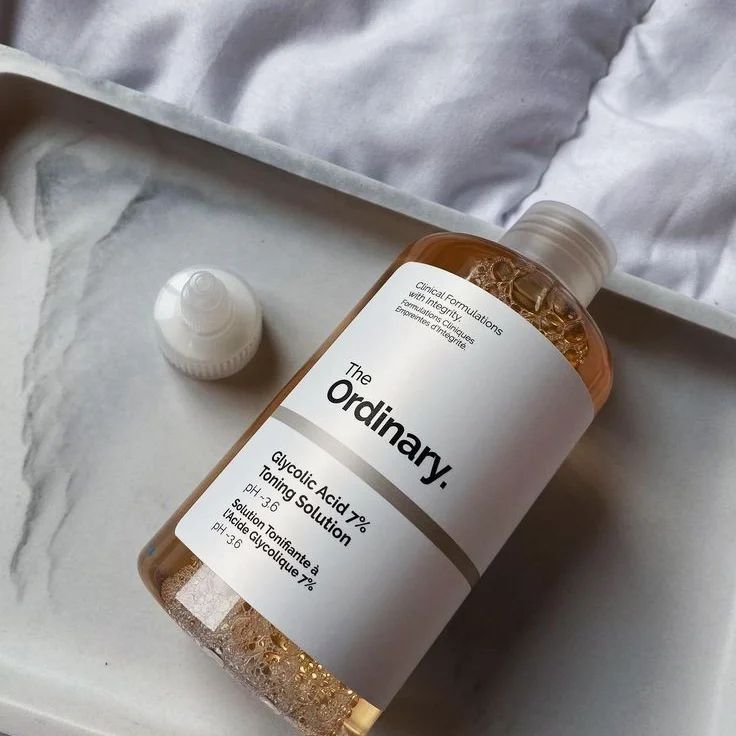 Clinical Formulations
with Integrity.
Formulations Cliniques
Empreintes d'Intégrité.
The
Ordinary.
Glycolic Acid 7%
Toning Solution
pH ~3.6
Solution Tonifiante à
l'Acide Glycolique 7%
pH ~3.6